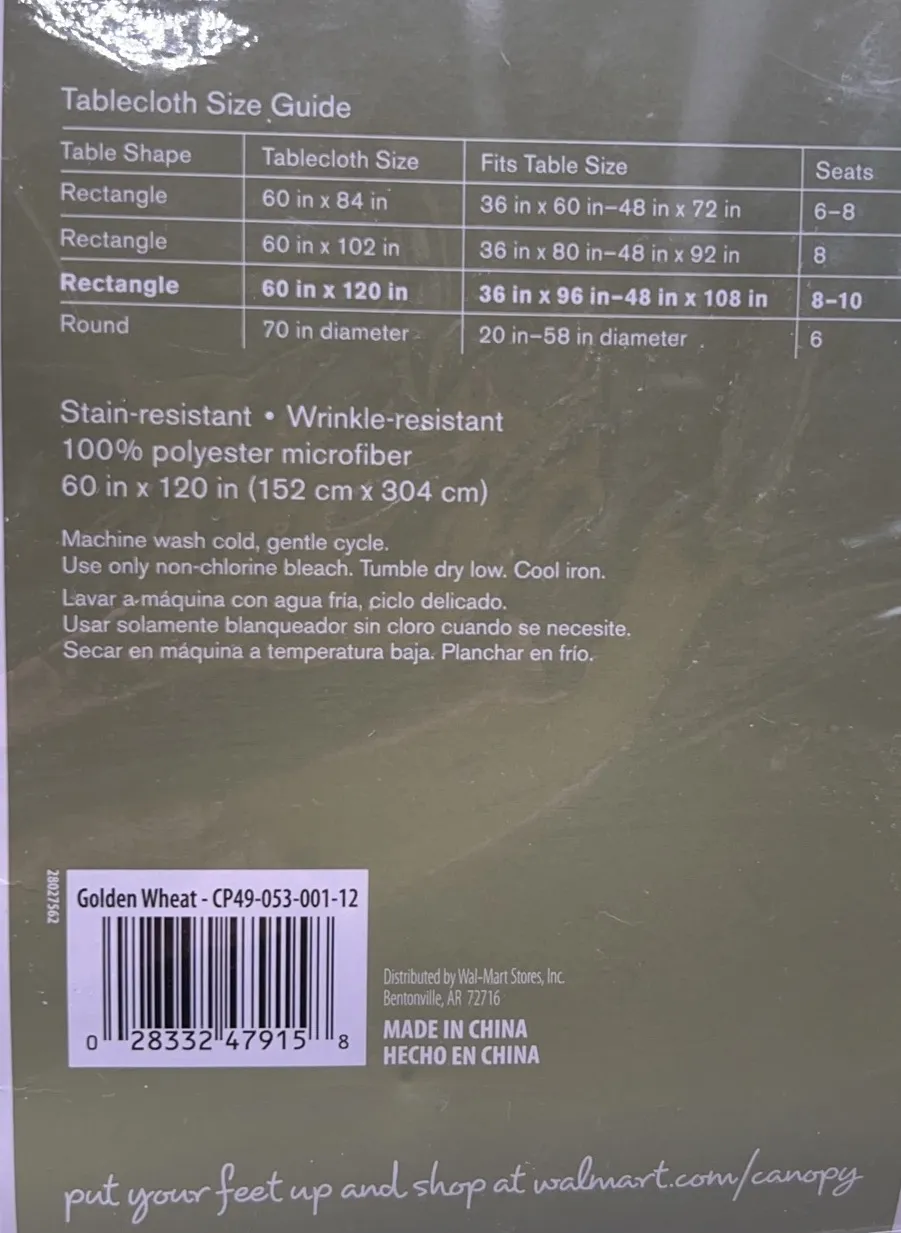 Tablecloth Size Guide
Table Shape Tablecloth Size Fits Table Size Seats
Rectangle 60 in x 84 in 36 in x 60 in–48 in x 72 in 6–8
Rectangle 60 in x 102 in 36 in x 80 in–48 in x 92 in 8
Rectangle 60 in x 120 in 36 in x 96 in–48 in x 108 in 8–10
Round 70 in diameter 20 in–58 in diameter 6
Stain-resistant • Wrinkle-resistant
100% polyester microfiber
60 in x 120 in (152 cm x 304 cm)
Machine wash cold, gentle cycle.
Use only non-chlorine bleach. Tumble dry low. Cool iron.
Lavar a máquina con agua fría, ciclo delicado.
Usar solamente blanqueador sin cloro cuando se necesite.
Secar en máquina a temperatura baja. Planchar en frío.
28027562
Golden Wheat - CP49-053-001-12
0 28332 47915 8
Distributed by Wal-Mart Stores, Inc.
Bentonville, AR 72716
MADE IN CHINA
HECHO EN CHINA
put your feet up and shop at walmart.com/canopy